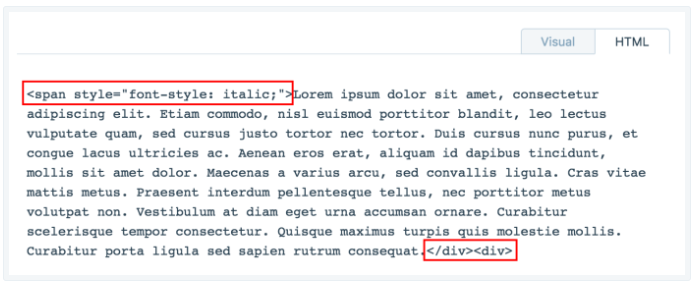 Visual HTML
<span style="font-style: italic;">Lorem ipsum dolor sit amet, consectetur
adipiscing elit. Etiam commodo, nisl euismod porttitor blandit, leo lectus
vulputate quam, sed cursus justo tortor nec tortor. Duis cursus nunc purus, et
congue lacus ultricies ac. Aenean eros erat, aliquam id dapibus tincidunt,
mollis sit amet dolor. Maecenas a varius arcu, sed convallis ligula. Cras vitae
mattis metus. Praesent interdum pellentesque tellus, nec porttitor metus
volutpat non. Vestibulum at diam eget urna accumsan ornare. Curabitur
scelerisque tempor consectetur. Quisque maximus turpis quis molestie mollis.
Curabitur porta ligula sed sapien rutrum consequat.</div><div>